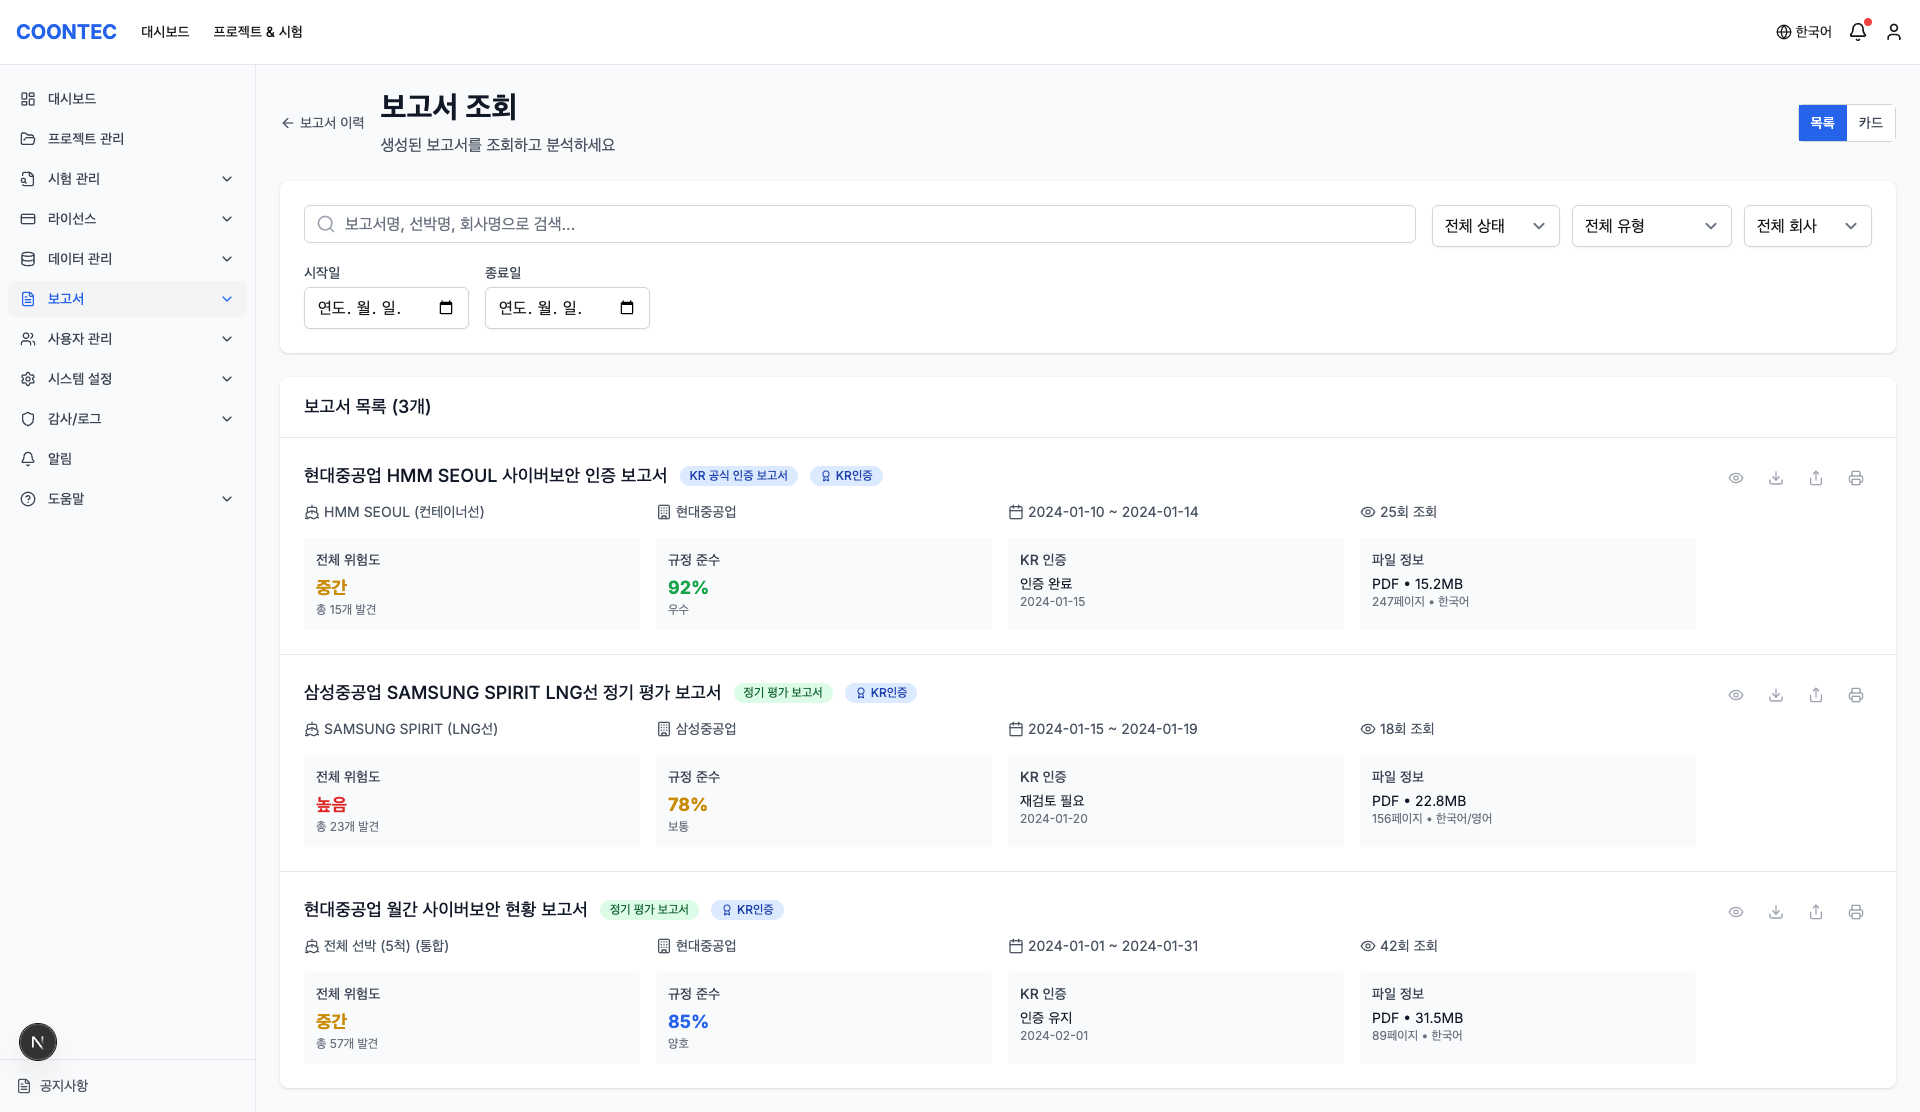 COONTEC
대시보드
프로젝트 & 시험
한국어
대시보드
프로젝트 관리
시험 관리
라이선스
데이터 관리
보고서
사용자 관리
시스템 설정
감사/로그
알림
도움말
N
공지사항
보고서 이력
보고서 조회
생성된 보고서를 조회하고 분석하세요
목록
카드
보고서명, 선박명, 회사명으로 검색...
전체 상태
전체 유형
전체 회사
시작일
종료일
연도. 월. 일.
연도. 월. 일.
보고서 목록 (3개)
현대중공업 HMM SEOUL 사이버보안 인증 보고서
KR 공식 인증 보고서
KR인증
HMM SEOUL (컨테이너선)
현대중공업
2024-01-10 ~ 2024-01-14
25회 조회
전체 위험도
중간
총 15개 발견
규정 준수
92%
우수
KR 인증
인증 완료
2024-01-15
파일 정보
PDF • 15.2MB
247페이지 • 한국어
삼성중공업 SAMSUNG SPIRIT LNG선 정기 평가 보고서
정기 평가 보고서
KR인증
SAMSUNG SPIRIT (LNG선)
삼성중공업
2024-01-15 ~ 2024-01-19
18회 조회
전체 위험도
높음
총 23개 발견
규정 준수
78%
보통
KR 인증
재검토 필요
2024-01-20
파일 정보
PDF • 22.8MB
156페이지 • 한국어/영어
현대중공업 월간 사이버보안 현황 보고서
정기 평가 보고서
KR인증
전체 선박 (5척) (통합)
현대중공업
2024-01-01 ~ 2024-01-31
42회 조회
전체 위험도
중간
총 57개 발견
규정 준수
85%
양호
KR 인증
인증 유지
2024-02-01
파일 정보
PDF • 31.5MB
89페이지 • 한국어